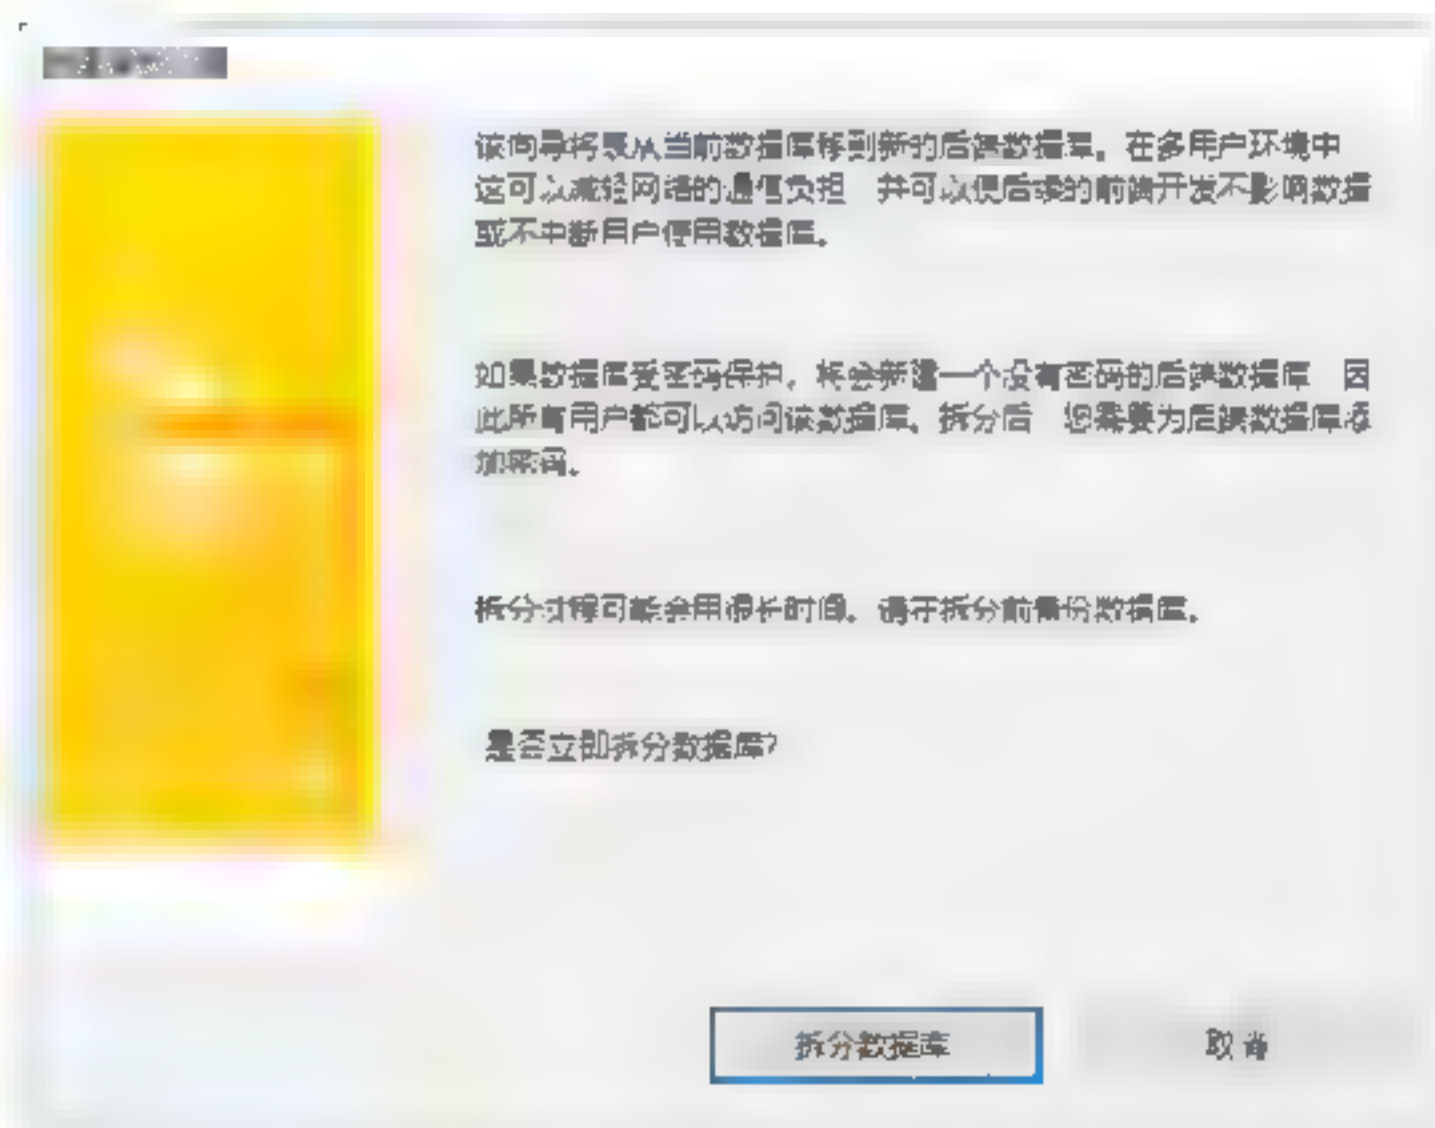 该向导将表从当前数据库移到新的后端数据库。在多用户环境中
这可以减轻网络的通信负担 并可以使后续的前端开发不影响数据
或不中断用户使用数据库。
如果数据库受密码保护，将会新建一个没有密码的后端数据库 因
此所有用户都可以访问该数据库。拆分后 您需要为后端数据库添
加密码。
拆分过程可能会用很长时间。请在拆分前备份数据库。
是否立即拆分数据库?
拆分数据库
取消